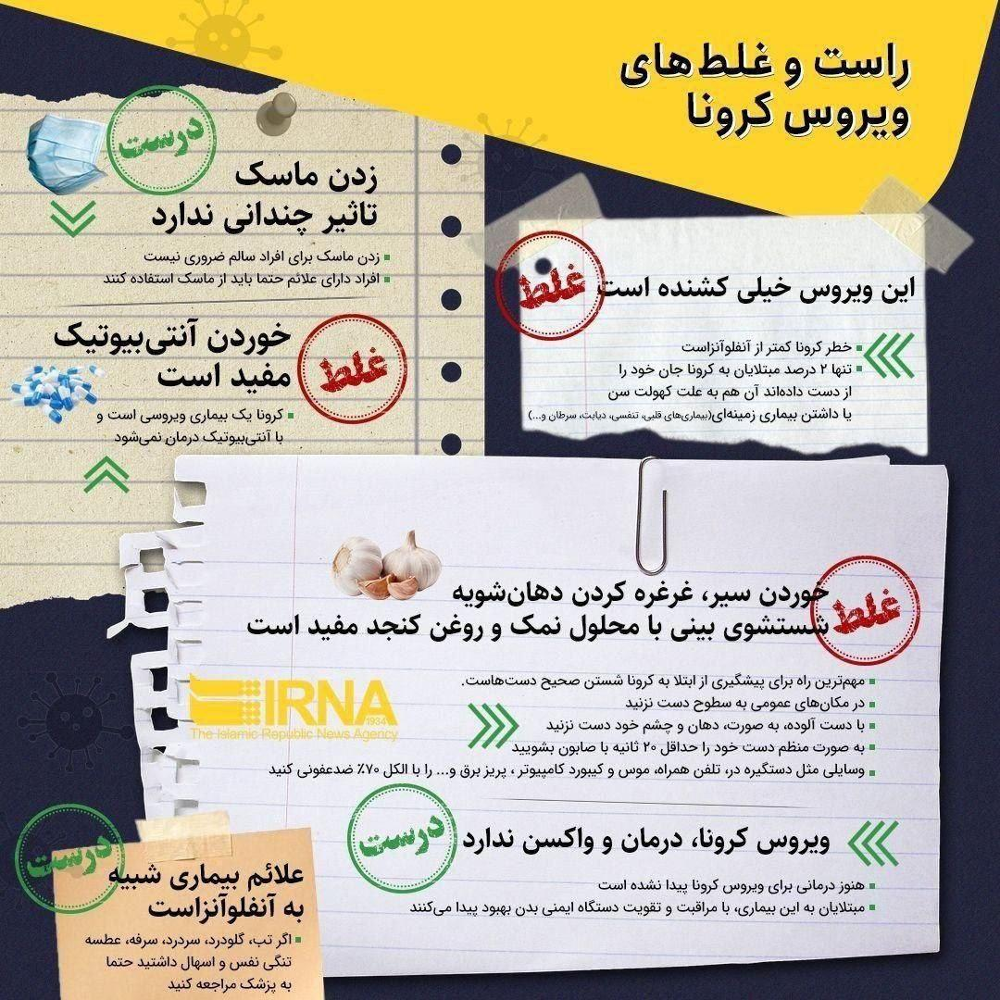 راست و غلط‌های
ویروس کرونا
این ویروس خیلی کشنده است
غلط
خطر کرونا کمتر از آنفلوآنزاست
تنها ۲ درصد مبتلایان به کرونا جان خود را
از دست داده‌اند آن هم به علت کهولت سن
یا داشتن بیماری زمینه‌ای(بیماری‌های قلبی، تنفسی، دیابت، سرطان و...)
درست
زدن ماسک
تاثیر چندانی ندارد
زدن ماسک برای افراد سالم ضروری نیست
افراد دارای علائم حتما باید از ماسک استفاده کنند
غلط
خوردن آنتی‌بیوتیک
مفید است
کرونا یک بیماری ویروسی است و
با آنتی‌بیوتیک درمان نمی‌شود
غلط
خوردن سیر، غرغره کردن دهان‌شویه
شستشوی بینی با محلول نمک و روغن کنجد مفید است
مهم‌ترین راه برای پیشگیری از ابتلا به کرونا شستن صحیح دست‌هاست.
در مکان‌های عمومی به سطوح دست نزنید
با دست آلوده، به صورت، دهان و چشم خود دست نزنید
به صورت منظم دست خود را حداقل ۲۰ ثانیه با صابون بشویید
وسایلی مثل دستگیره در، تلفن همراه، موس و کیبورد کامپیوتر ، پریز برق و... را با الکل ۷۰٪ ضدعفونی کنید
IRNA
1934
The Islamic Republic News Agency
ویروس کرونا، درمان و واکسن ندارد
درست
هنوز درمانی برای ویروس کرونا پیدا نشده است
مبتلایان به این بیماری، با مراقبت و تقویت دستگاه ایمنی بدن بهبود پیدا می‌کنند
درست
علائم بیماری شبیه
به آنفلوآنزاست
اگر تب، گلودرد، سردرد، سرفه، عطسه
تنگی نفس و اسهال داشتید حتما
به پزشک مراجعه کنید